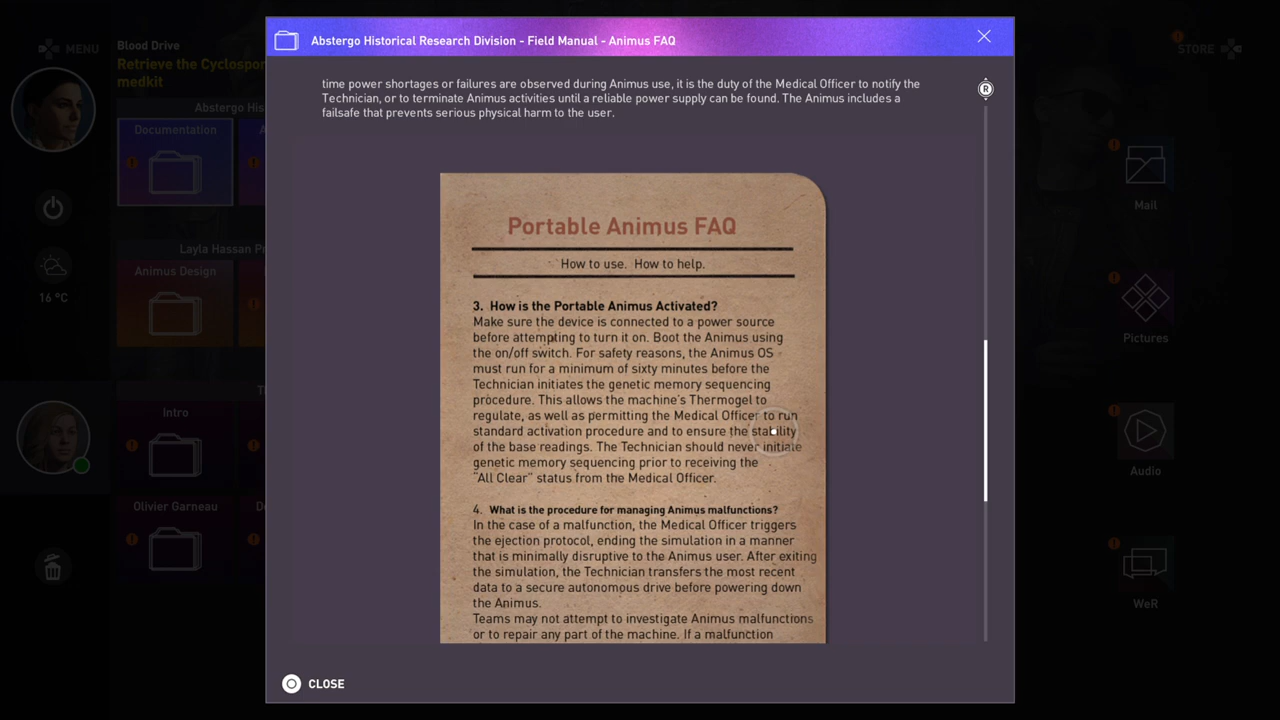 MENU
Blood Drive
Retrieve the Cyclospor
medkit
STORE
Abstergo His
Documentation
A
Layla Hassan Pr
Animus Design
16 °C
T
Intro
Olivier Garneau
D
Abstergo Historical Research Division - Field Manual - Animus FAQ
R
time power shortages or failures are observed during Animus use, it is the duty of the Medical Officer to notify the
Technician, or to terminate Animus activities until a reliable power supply can be found. The Animus includes a
failsafe that prevents serious physical harm to the user.
Portable Animus FAQ
How to use. How to help.
3. How is the Portable Animus Activated?
Make sure the device is connected to a power source
before attempting to turn it on. Boot the Animus using
the on/off switch. For safety reasons, the Animus OS
must run for a minimum of sixty minutes before the
Technician initiates the genetic memory sequencing
procedure. This allows the machine's Thermogel to
regulate, as well as permitting the Medical Officer to run
standard activation procedure and to ensure the stability
of the base readings. The Technician should never initiate
genetic memory sequencing prior to receiving the
"All Clear" status from the Medical Officer.
4. What is the procedure for managing Animus malfunctions?
In the case of a malfunction, the Medical Officer triggers
the ejection protocol, ending the simulation in a manner
that is minimally disruptive to the Animus user. After exiting
the simulation, the Technician transfers the most recent
data to a secure autonomous drive before powering down
the Animus.
Teams may not attempt to investigate Animus malfunctions
or to repair any part of the machine. If a malfunction
CLOSE
Mail
Pictures
Audio
WeR